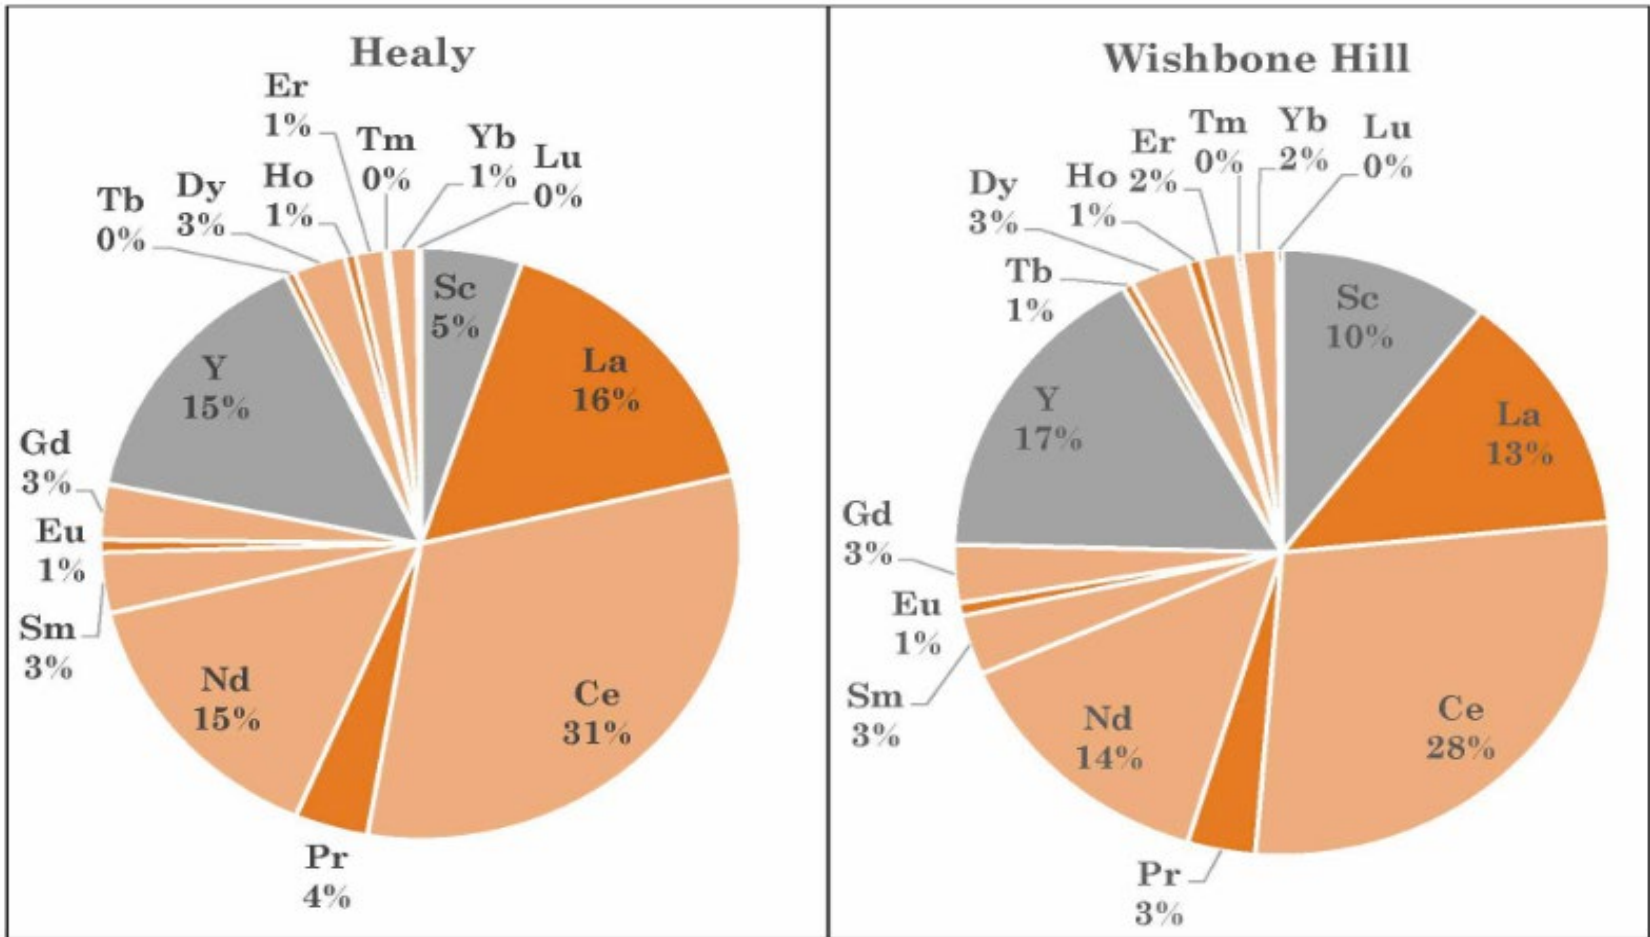 Healy
Er
1%
Tm
0%
Yb
1%
Lu
0%
Ho
1%
Dy
3%
Tb
0%
Sc
5%
La
16%
Y
15%
Gd
3%
Eu
1%
Sm
3%
Nd
15%
Ce
31%
Pr
4%
Wishbone Hill
Tm
0%
Yb
2%
Lu
0%
Er
2%
Ho
1%
Dy
3%
Tb
1%
Sc
10%
La
13%
Y
17%
Gd
3%
Eu
1%
Sm
3%
Nd
14%
Ce
28%
Pr
3%